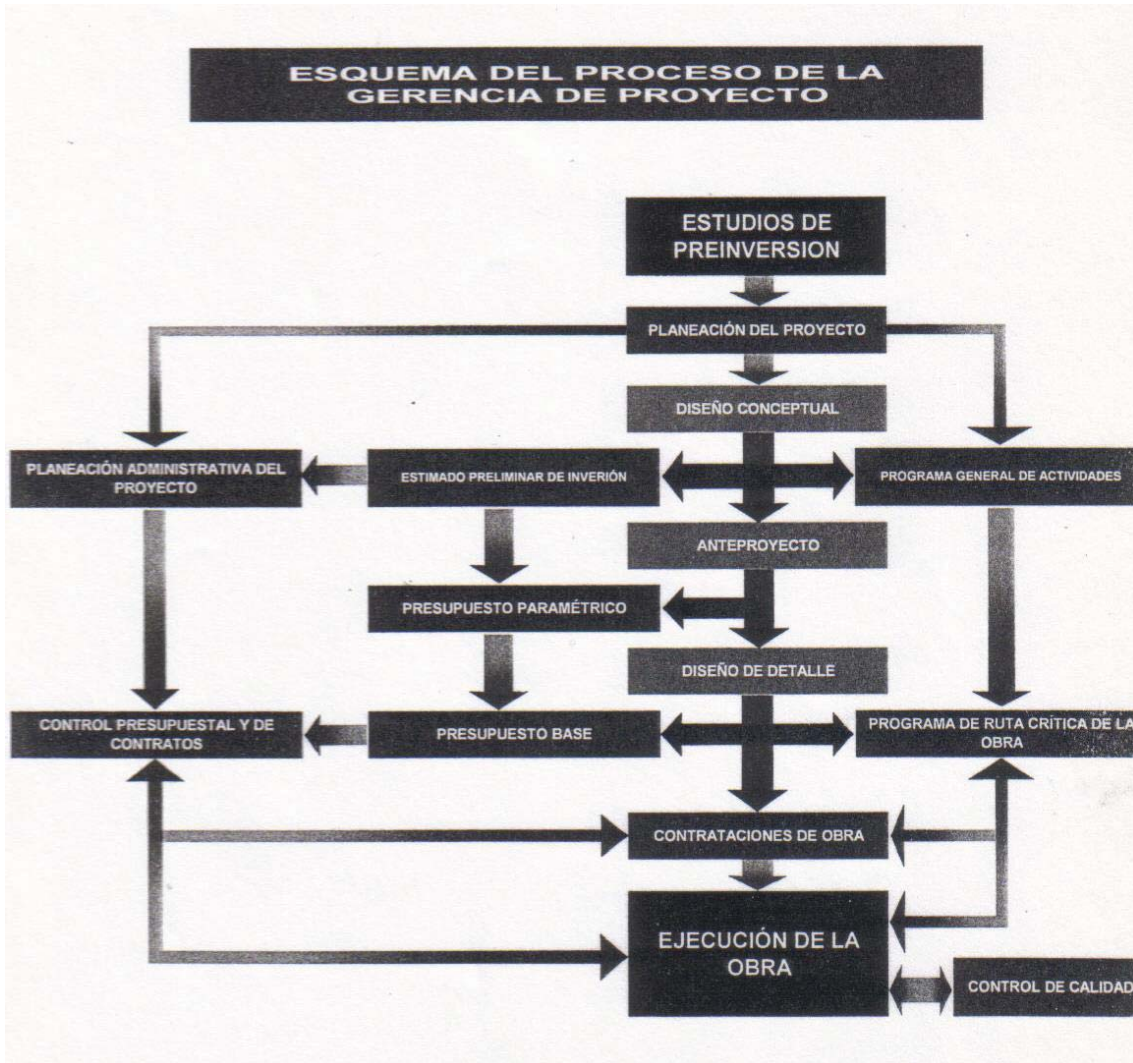 ESQUEMA DEL PROCESO DE LA
GERENCIA DE PROYECTO
ESTUDIOS DE
PREINVERSION
PLANEACIÓN DEL PROYECTO
DISEÑO CONCEPTUAL
PLANEACIÓN ADMINISTRATIVA DEL
PROYECTO
ESTIMADO PRELIMINAR DE INVERIÓN
PROGRAMA GENERAL DE ACTIVIDADES
ANTEPROYECTO
PRESUPUESTO PARAMÉTRICO
DISEÑO DE DETALLE
CONTROL PRESUPUESTAL Y DE
CONTRATOS
PRESUPUESTO BASE
PROGRAMA DE RUTA CRÍTICA DE LA
OBRA
CONTRATACIONES DE OBRA
EJECUCIÓN DE LA
OBRA
CONTROL DE CALIDAD